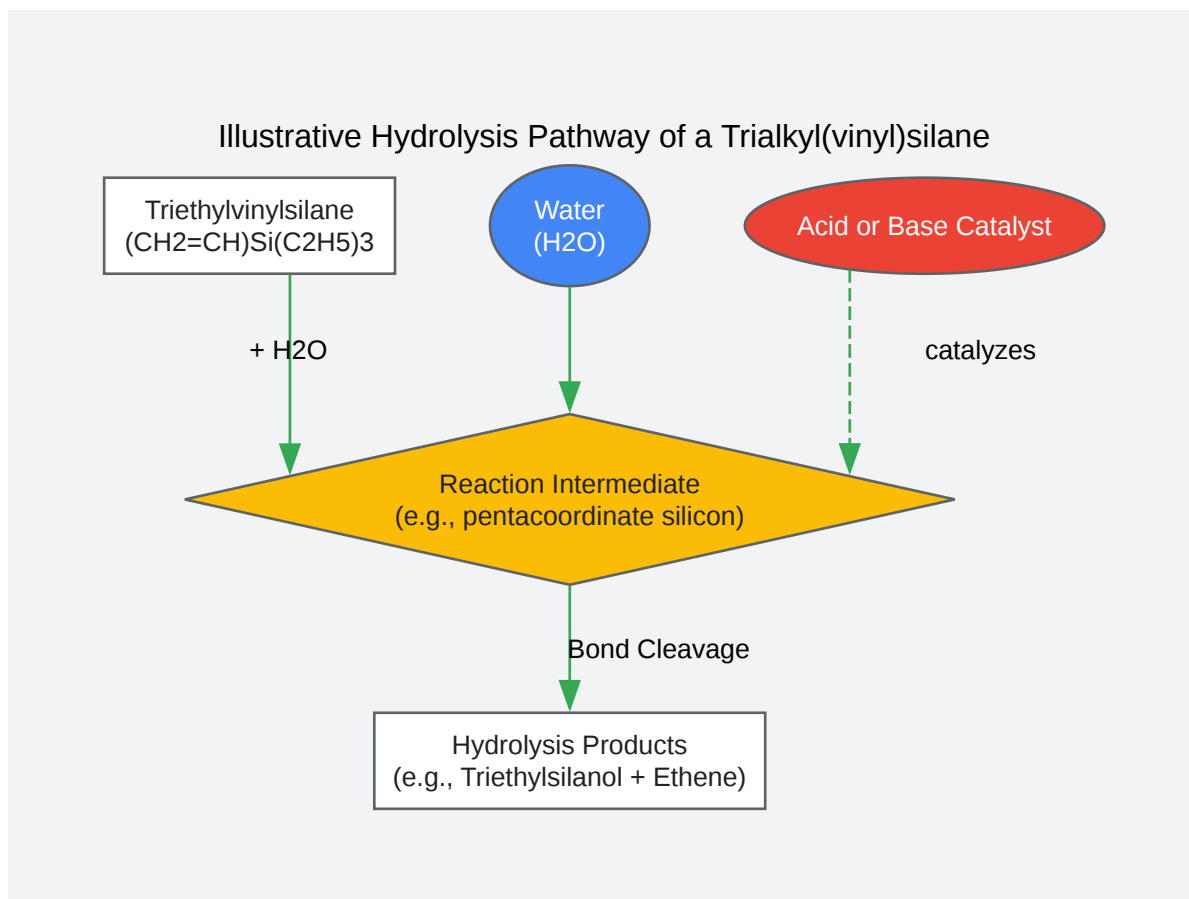 Illustrative Hydrolysis Pathway of a Trialkyl(vinyl)silane
Triethylvinylsilane
(CH2=CH)Si(C2H5)3
Water
(H2O)
Acid or Base Catalyst
+ H2O
catalyzes
Reaction Intermediate
(e.g., pentacoordinate silicon)
Bond Cleavage
Hydrolysis Products
(e.g., Triethylsilanol + Ethene)